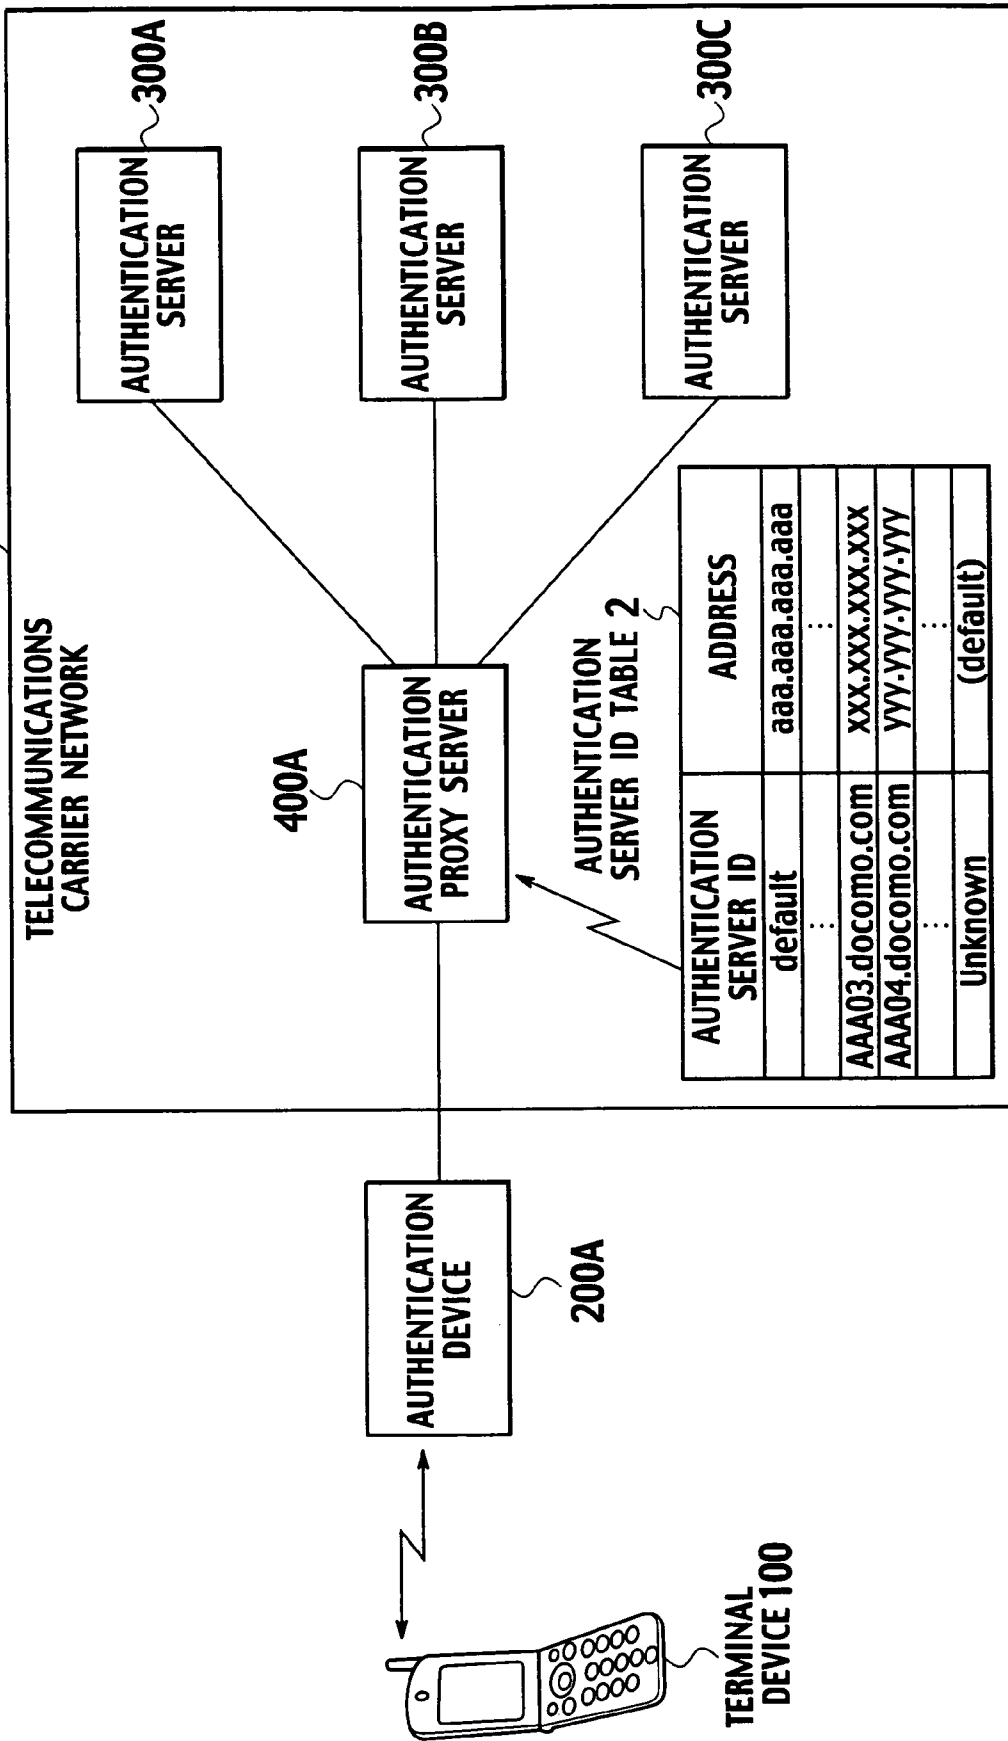 TELECOMMUNICATIONS
CARRIER NETWORK
TERMINAL
DEVICE 100
AUTHENTICATION
DEVICE
200A
400A
AUTHENTICATION
PROXY SERVER
AUTHENTICATION
SERVER
300A
AUTHENTICATION
SERVER
300B
AUTHENTICATION
SERVER
300C
AUTHENTICATION
SERVER ID TABLE 2
AUTHENTICATION
SERVER ID
ADDRESS
default
aaa.aaa.aaa.aaa
...
...
AAA03.docomo.com
xxx.xxx.xxx.xxx
AAA04.docomo.com
yyy.yyy.yyy.yyy
...
...
Unknown
(default)